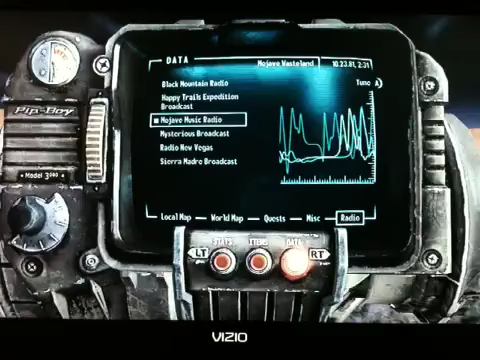 DATA
Mojave Wasteland
10.23.81, 2:31
Black Mountain Radio
Tune A
Happy Trails Expedition
Broadcast
Mojave Music Radio
Mysterious Broadcast
Radio New Vegas
Sierra Madre Broadcast
Pip-Boy
Model 3000
Local Map
World Map
Quests
Misc
Radio
STATS
ITEMS
DATA
LT
RT
VIZIO